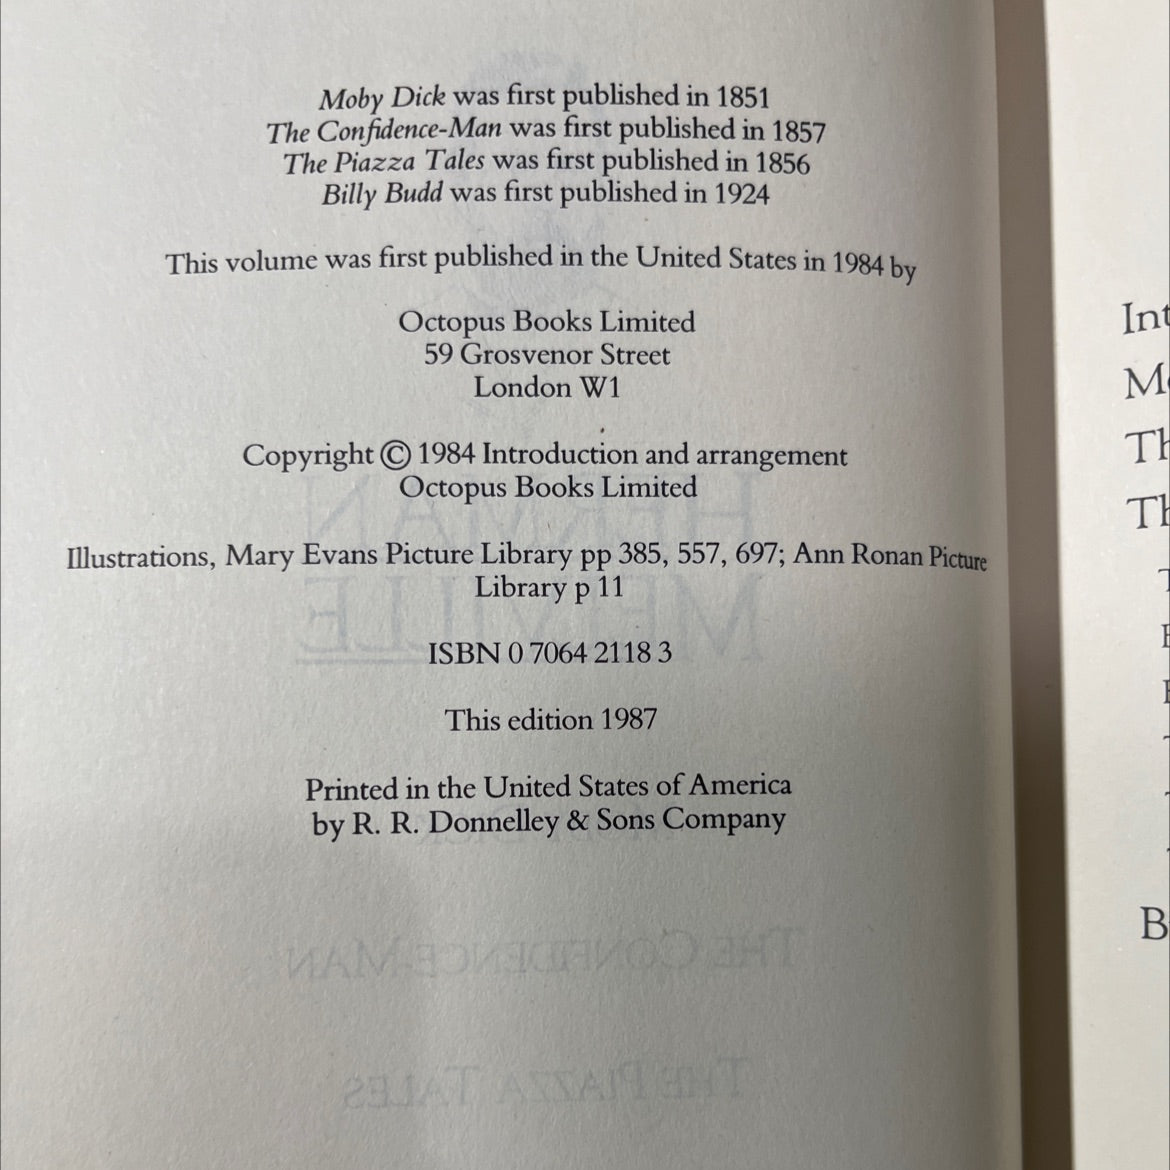 Moby Dick was first published in 1851
The Confidence-Man was first published in 1857
The Piazza Tales was first published in 1856
Billy Budd was first published in 1924
This volume was first published in the United States in 1984 by
Octopus Books Limited
59 Grosvenor Street
London W1
Copyright © 1984 Introduction and arrangement
Octopus Books Limited
Illustrations, Mary Evans Picture Library pp 385, 557, 697; Ann Ronan Picture
Library p 11
ISBN 0 7064 2118 3
This edition 1987
Printed in the United States of America
by R. R. Donnelley & Sons Company